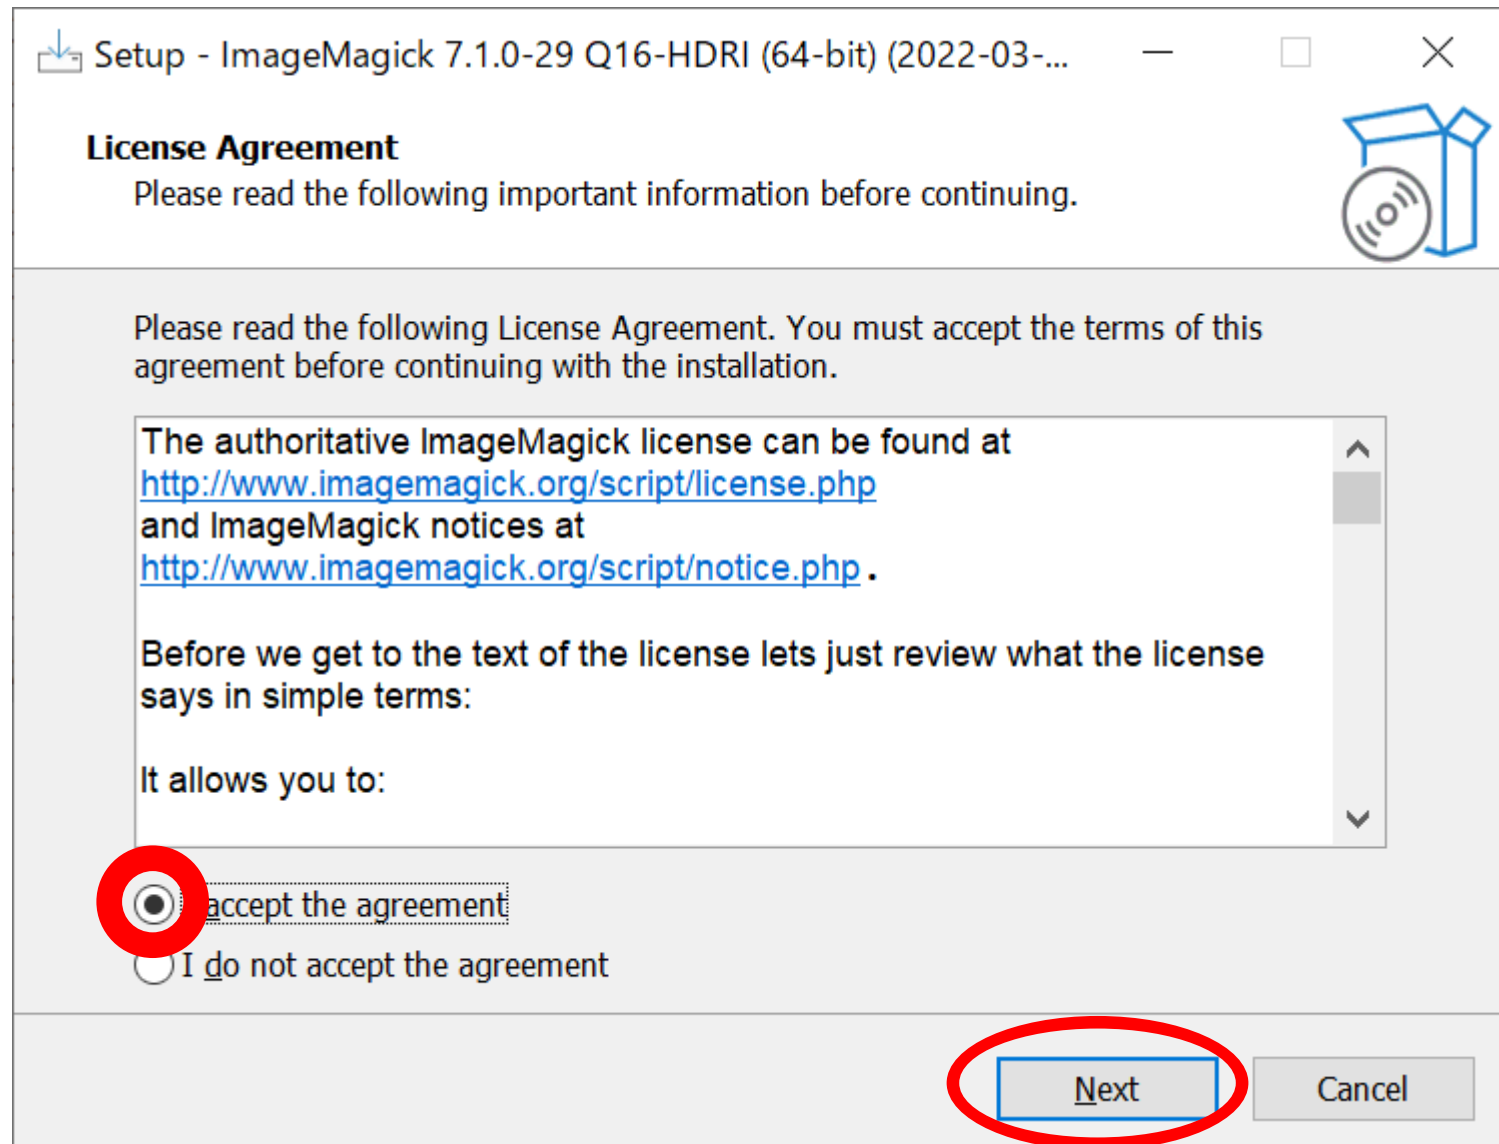 Setup - ImageMagick 7.1.0-29 Q16-HDRI (64-bit) (2022-03-...
License Agreement
Please read the following important information before continuing.
Please read the following License Agreement. You must accept the terms of this
agreement before continuing with the installation.
The authoritative ImageMagick license can be found at
http://www.imagemagick.org/script/license.php
and ImageMagick notices at
http://www.imagemagick.org/script/notice.php .
Before we get to the text of the license lets just review what the license
says in simple terms:
It allows you to:
accept the agreement
I do not accept the agreement
Next
Cancel